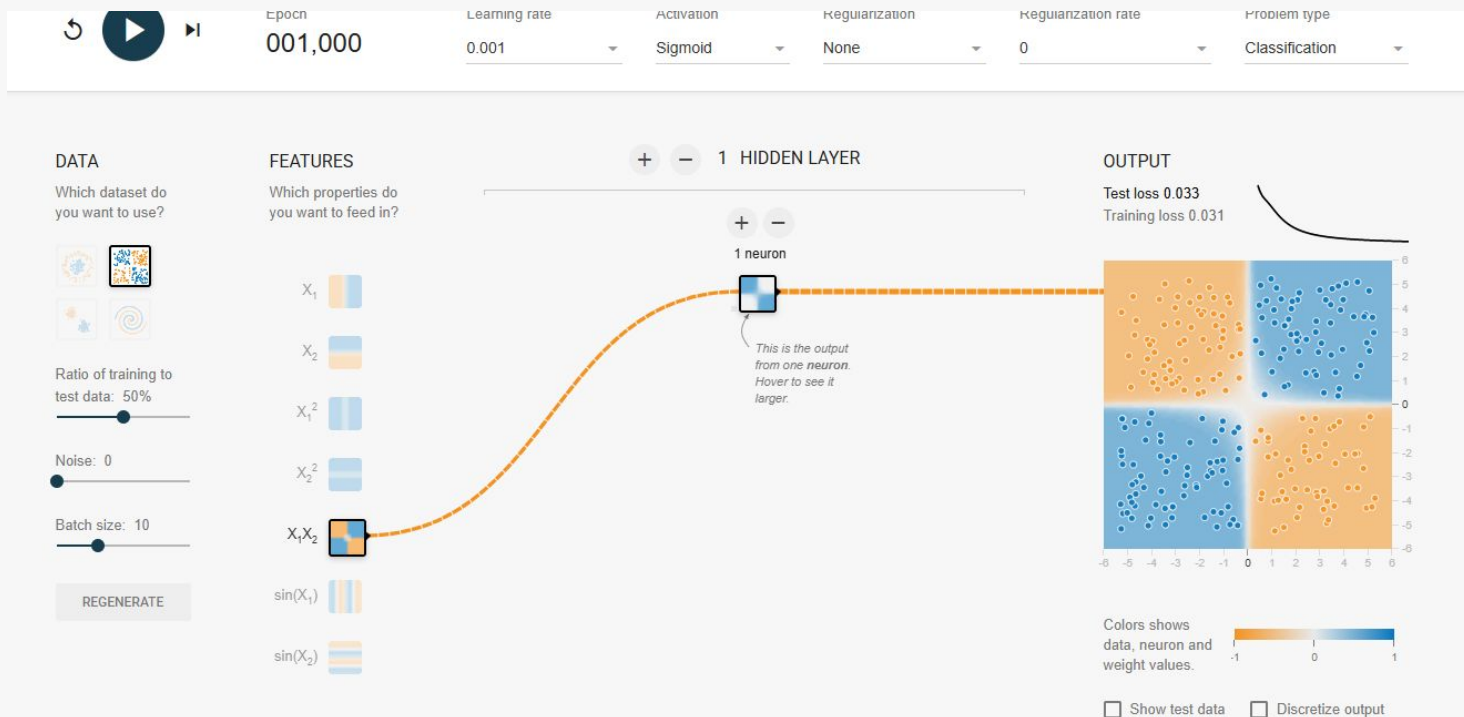 Epoch
Learning rate
Activation
Regularization
Regularization rate
Problem type
001,000
0.001
Sigmoid
None
0
Classification
DATA
Which dataset do
you want to use?
Ratio of training to
test data: 50%
Noise: 0
Batch size: 10
REGENERATE
FEATURES
Which properties do
you want to feed in?
X₁
X₂
X₁²
X₂²
X₁X₂
sin(X₁)
sin(X₂)
+ − 1 HIDDEN LAYER
+ −
1 neuron
This is the output
from one neuron.
Hover to see it
larger.
OUTPUT
Test loss 0.033
Training loss 0.031
6
5
4
3
2
1
0
-1
-2
-3
-4
-5
-6
-6 -5 -4 -3 -2 -1 0 1 2 3 4 5 6
Colors shows
data, neuron and
weight values.
-1 0 1
Show test data
Discretize output